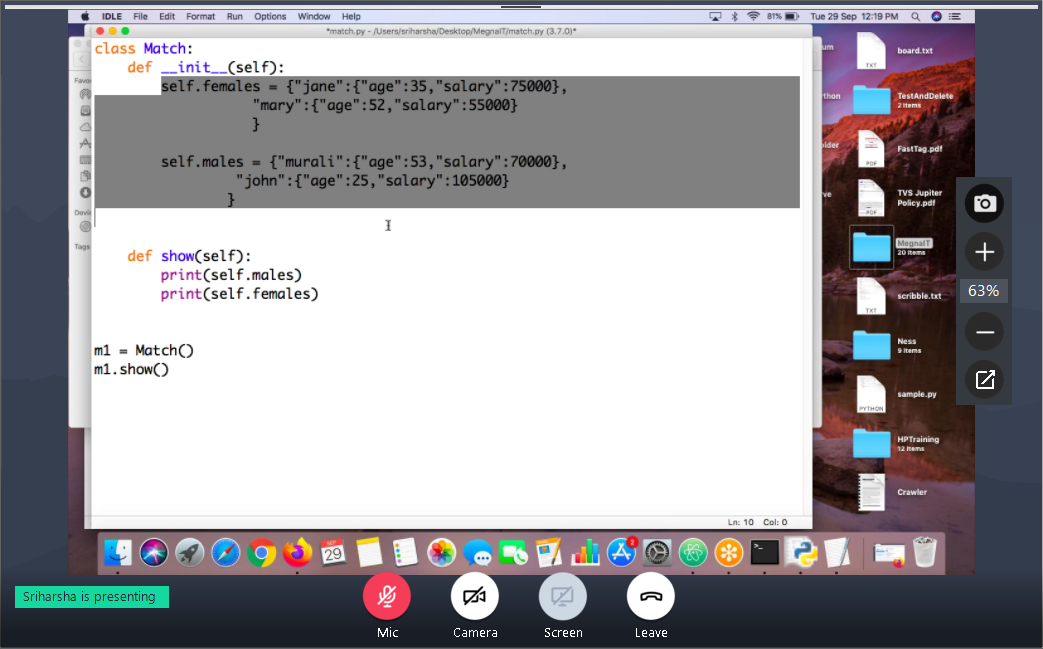 IDLE File Edit Format Run Options Window Help 81% Tue 29 Sep 12:19 PM
*match.py - /Users/sriharsha/Desktop/MegnaIT/match.py (3.7.0)*
class Match:
def __init__(self):
self.females = {"jane":{"age":35,"salary":75000},
"mary":{"age":52,"salary":55000}
}
self.males = {"murali":{"age":53,"salary":70000},
"john":{"age":25,"salary":105000}
}
def show(self):
print(self.males)
print(self.females)
m1 = Match()
m1.show()
Ln: 10 Col: 0
Favo
Devic
Tags
um
thon
lder
ve
TXT
board.txt
TestAndDelete
2 items
PDF
FastTag.pdf
PDF
TVS Jupiter
Policy.pdf
MegnaIT
20 items
TXT
scribble.txt
Ness
9 items
PYTHON
sample.py
HPTraining
12 items
Crawler
63%
SEP
29
2
Sriharsha is presenting
Mic Camera Screen Leave